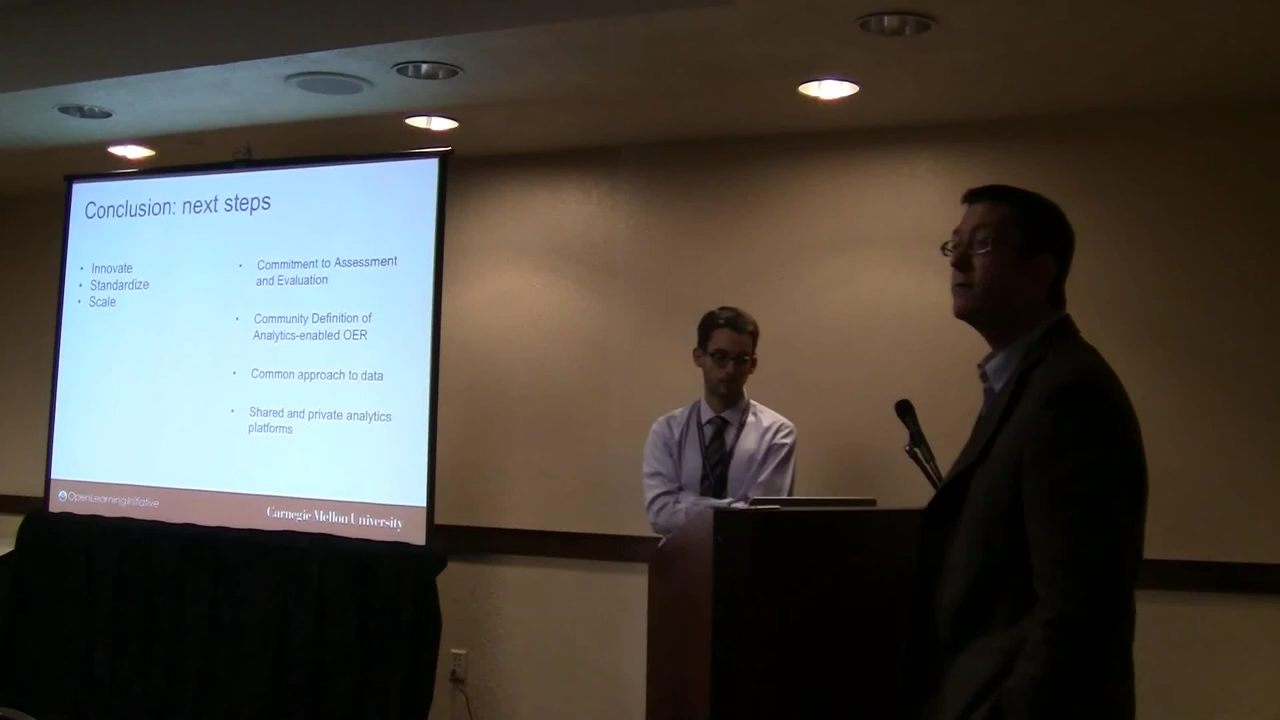 Conclusion: next steps
• Innovate
• Standardize
• Scale
• Commitment to Assessment
and Evaluation
• Community Definition of
Analytics-enabled OER
• Common approach to data
• Shared and private analytics
platforms
OpenLearningInitiative
Carnegie Mellon University